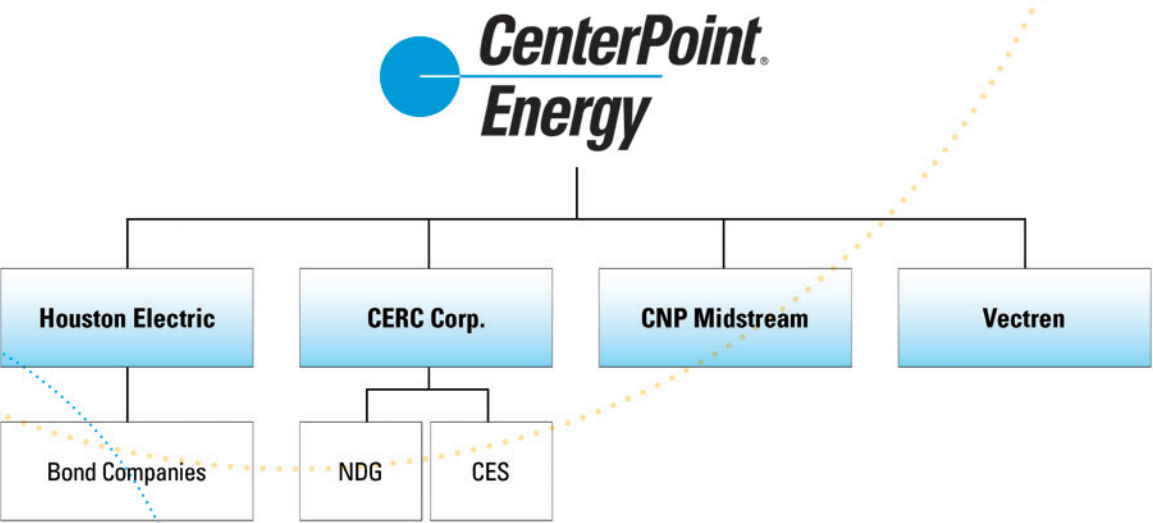 CenterPoint®
Energy
Houston Electric
CERC Corp.
CNP Midstream
Vectren
Bond Companies
NDG
CES